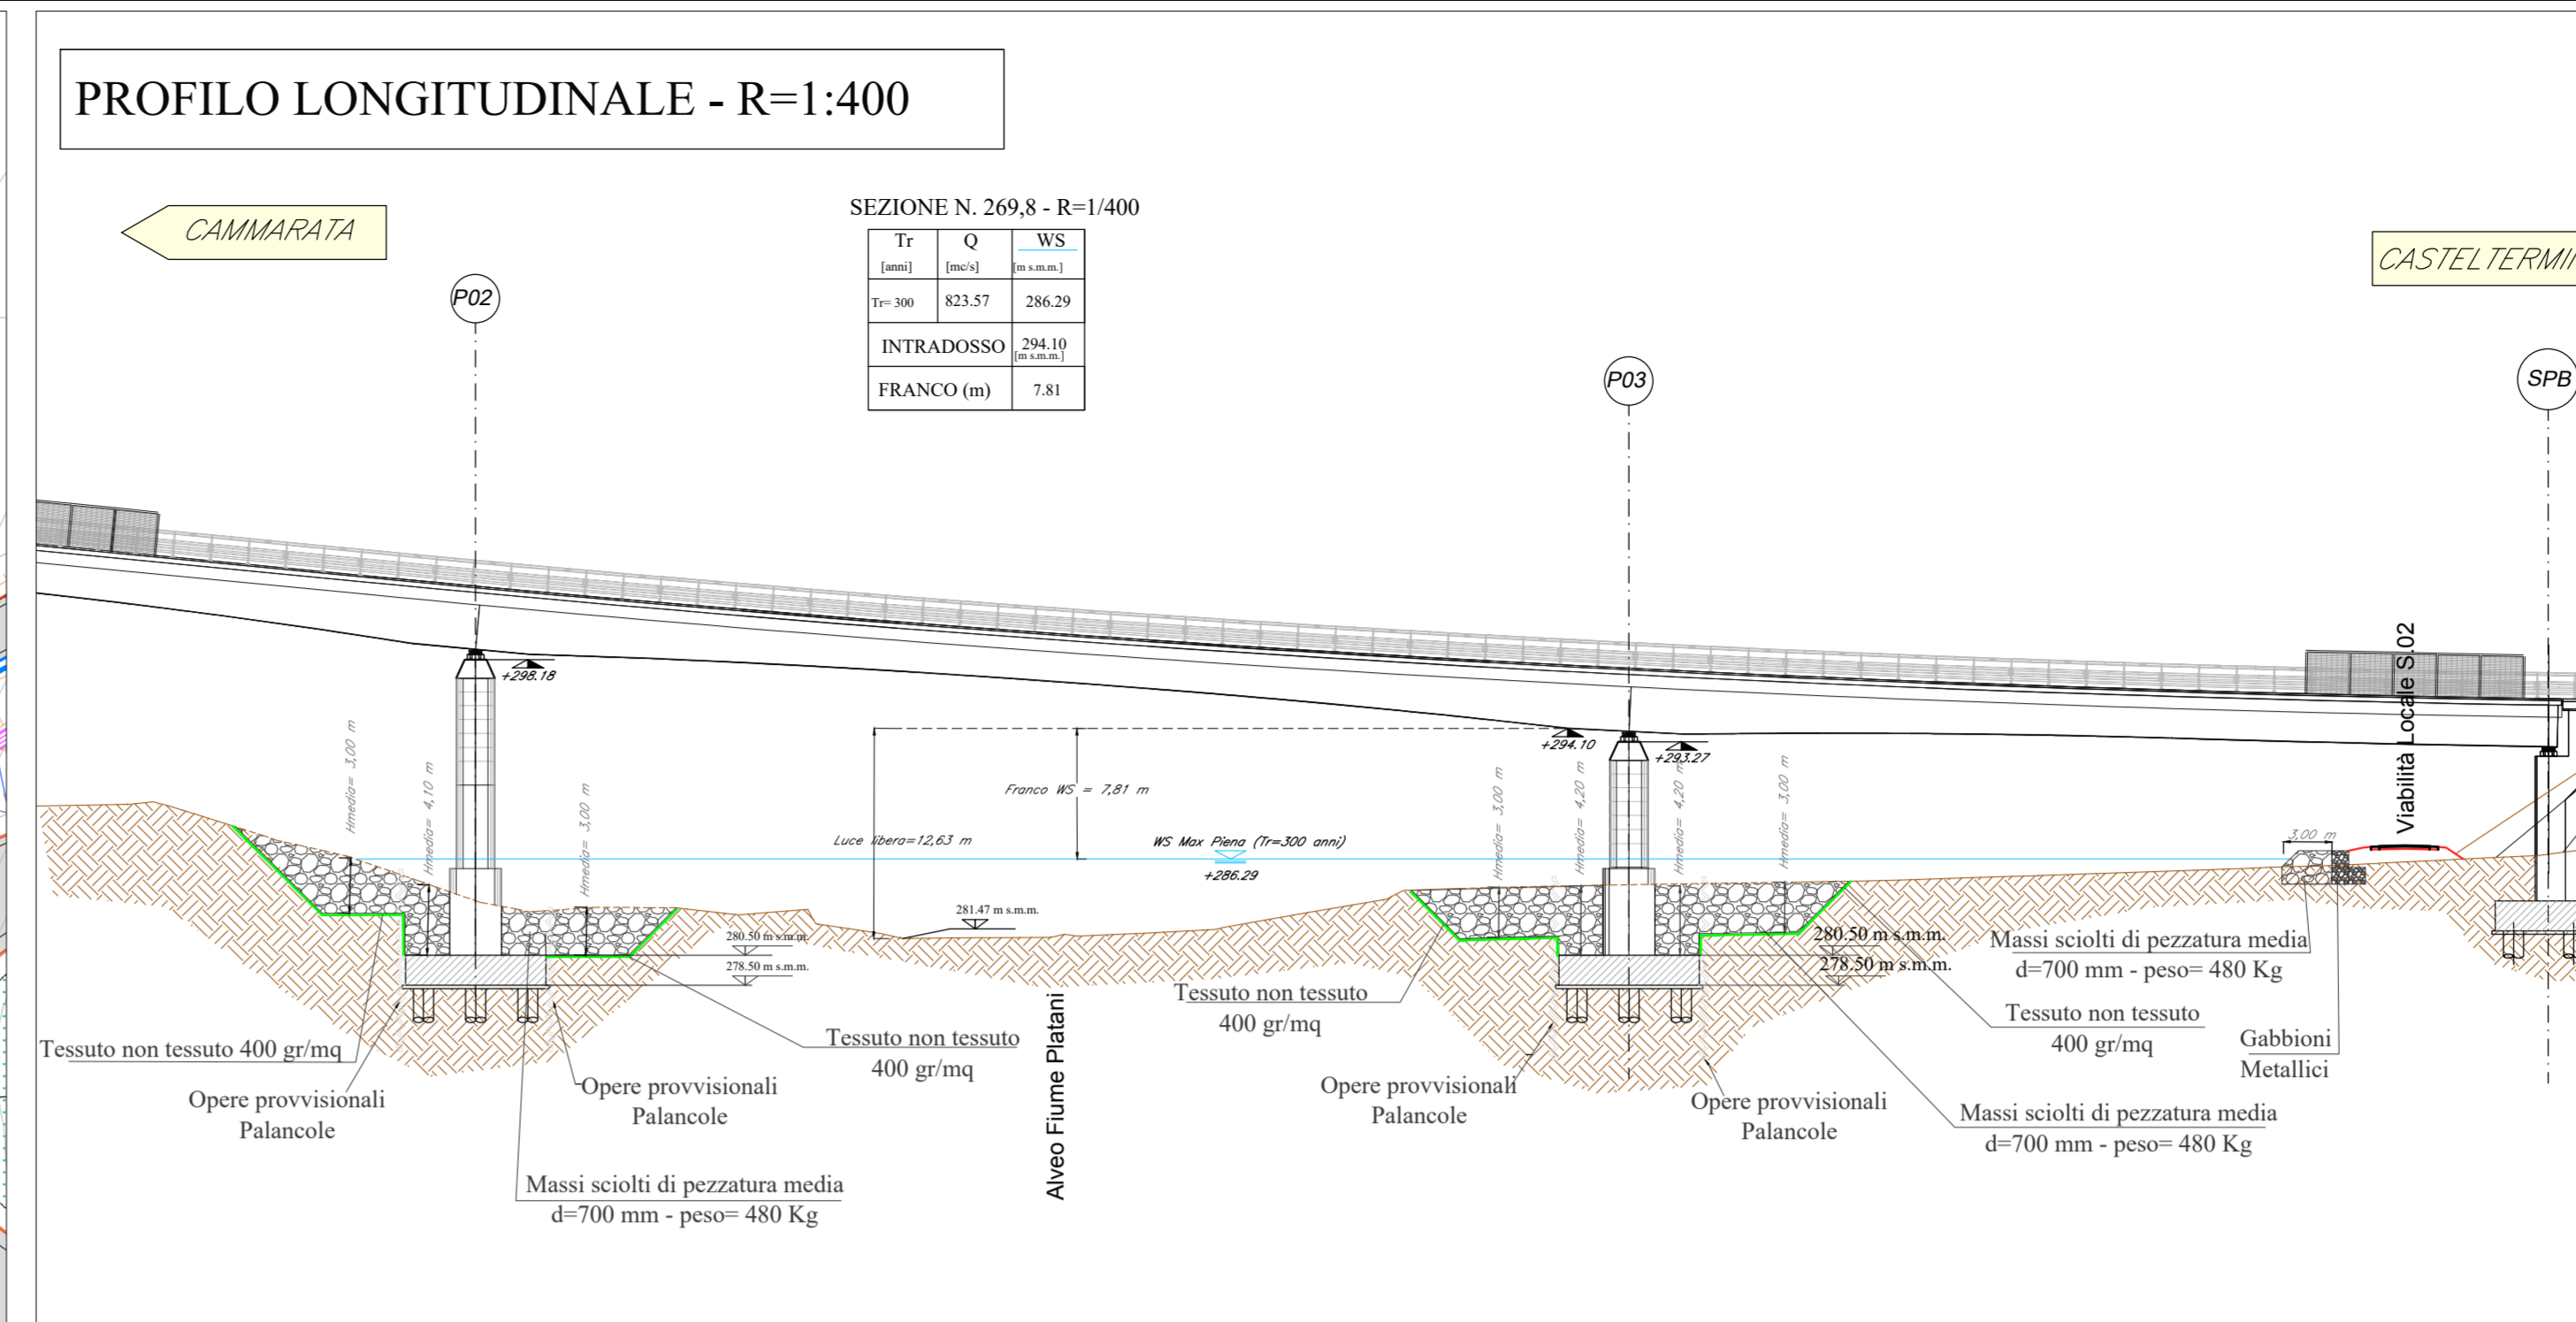 PROFILO LONGITUDINALE - R=1:400
CAMMARATA
SEZIONE N. 269,8 - R=1/400
Tr Q WS
[anni] [mc/s] [m s.m.m.]
Tr= 300 823.57 286.29
INTRADOSSO 294.10
[m s.m.m.]
FRANCO (m) 7.81
P02
P03
SPB
+298.18
+294.10
+293.27
Hmedia= 3,00 m
Hmedia= 4,10 m
Hmedia= 3,00 m
Franco WS = 7,81 m
Luce libera=12,63 m
WS Max Piena (Tr=300 anni)
+286.29
Hmedia= 3,00 m
Hmedia= 4,20 m
Hmedia= 4,20 m
Hmedia= 3,00 m
Viabilità Locale S.02
3,00 m
281.47 m s.m.m.
280.50 m s.m.m.
278.50 m s.m.m.
280.50 m s.m.m.
278.50 m s.m.m.
Tessuto non tessuto 400 gr/mq
Opere provvisionali
Palancole
Opere provvisionali
Palancole
Tessuto non tessuto
400 gr/mq
Massi sciolti di pezzatura media
d=700 mm - peso= 480 Kg
Alveo Fiume Platani
Tessuto non tessuto
400 gr/mq
Opere provvisionali
Palancole
Opere provvisionali
Palancole
Massi sciolti di pezzatura media
d=700 mm - peso= 480 Kg
Tessuto non tessuto
400 gr/mq
Gabbioni
Metallici
Massi sciolti di pezzatura media
d=700 mm - peso= 480 Kg